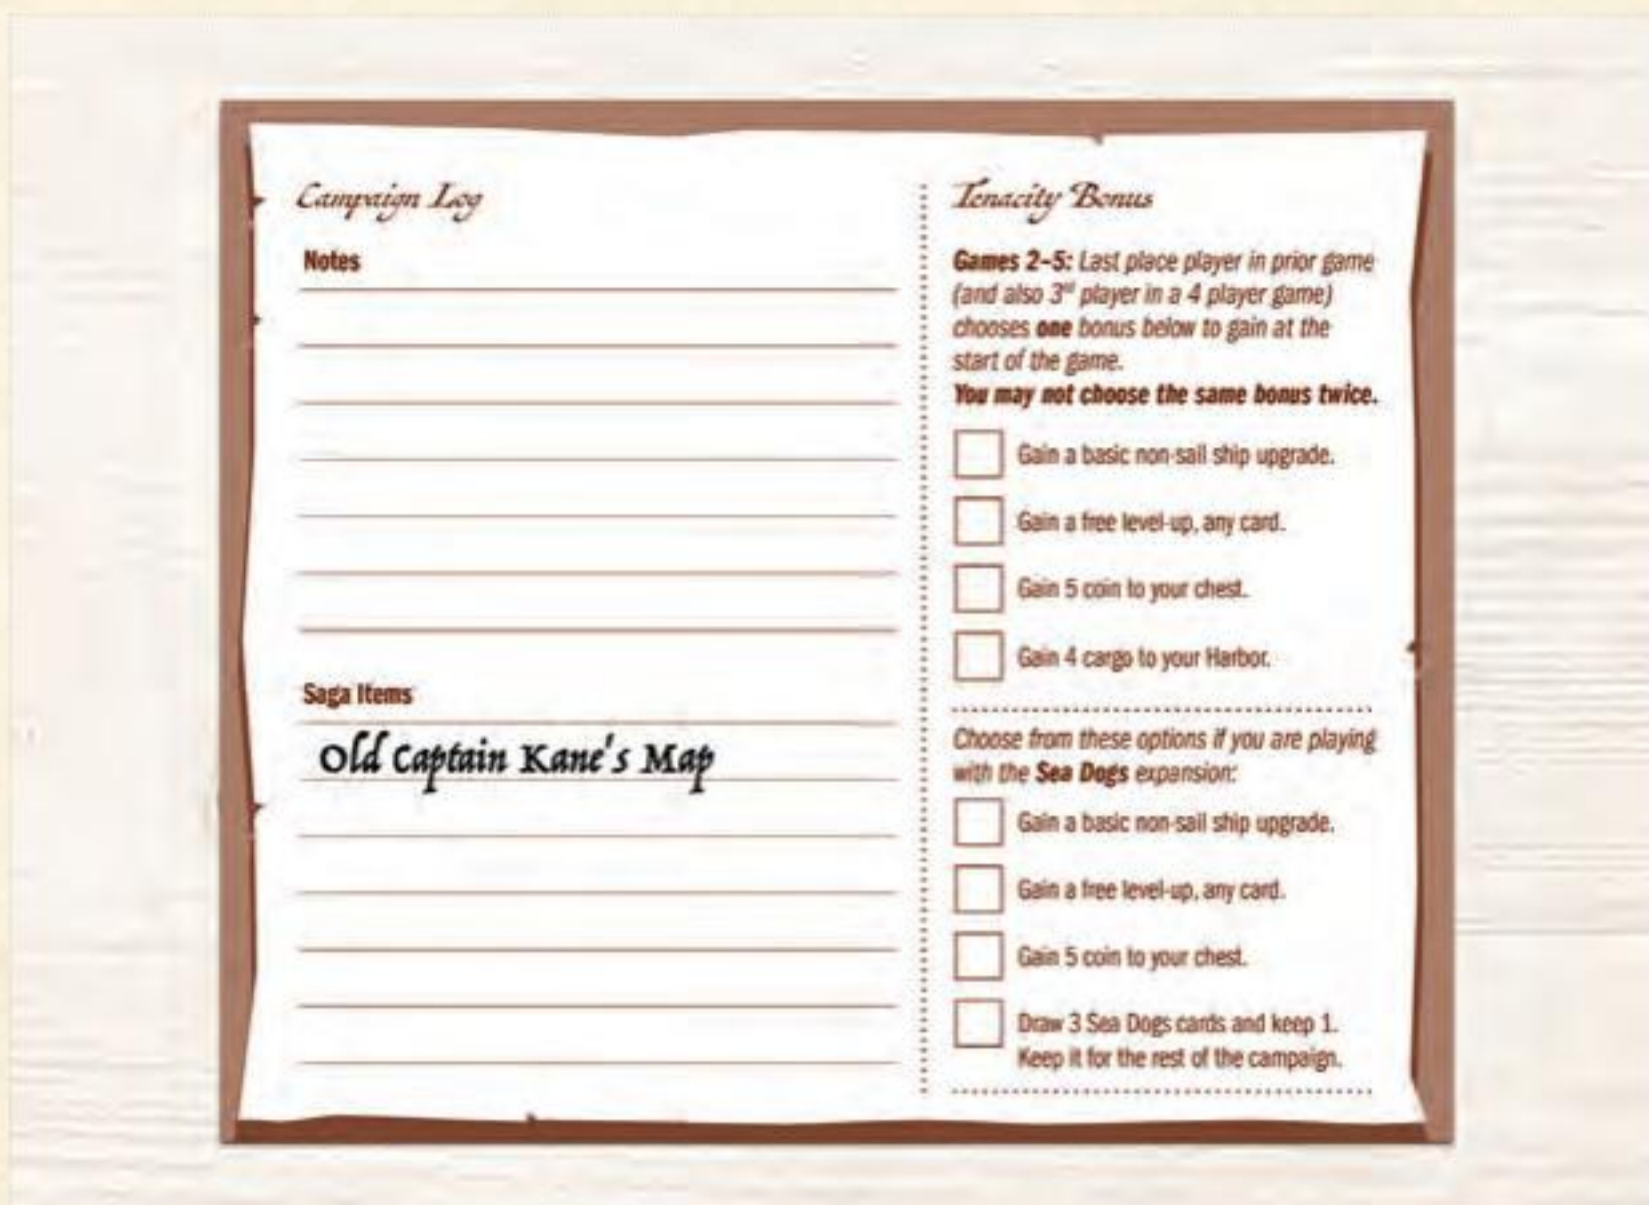 Campaign Log
Notes
Saga Items
Old Captain Kane's Map
Tenacity Bonus
Games 2–5: Last place player in prior game
(and also 3rd player in a 4 player game)
chooses one bonus below to gain at the
start of the game.
You may not choose the same bonus twice.
Gain a basic non-sail ship upgrade.
Gain a free level-up, any card.
Gain 5 coin to your chest.
Gain 4 cargo to your Harbor.
Choose from these options if you are playing
with the Sea Dogs expansion:
Gain a basic non-sail ship upgrade.
Gain a free level-up, any card.
Gain 5 coin to your chest.
Draw 3 Sea Dogs cards and keep 1.
Keep it for the rest of the campaign.